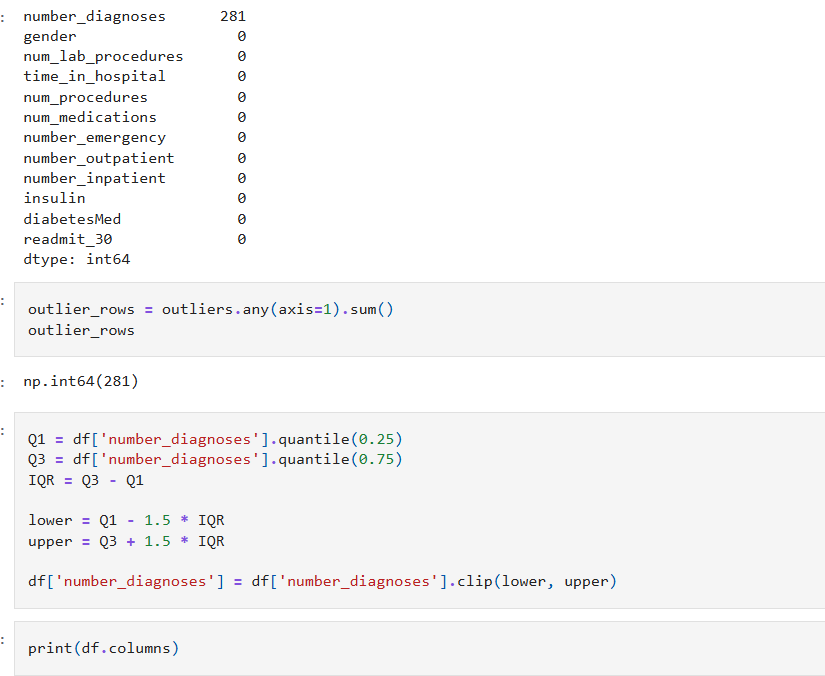 : number_diagnoses 281
gender 0
num_lab_procedures 0
time_in_hospital 0
num_procedures 0
num_medications 0
number_emergency 0
number_outpatient 0
number_inpatient 0
insulin 0
diabetesMed 0
readmit_30 0
dtype: int64
: outlier_rows = outliers.any(axis=1).sum()
outlier_rows
: np.int64(281)
: Q1 = df['number_diagnoses'].quantile(0.25)
Q3 = df['number_diagnoses'].quantile(0.75)
IQR = Q3 - Q1
lower = Q1 - 1.5 * IQR
upper = Q3 + 1.5 * IQR
df['number_diagnoses'] = df['number_diagnoses'].clip(lower, upper)
: print(df.columns)